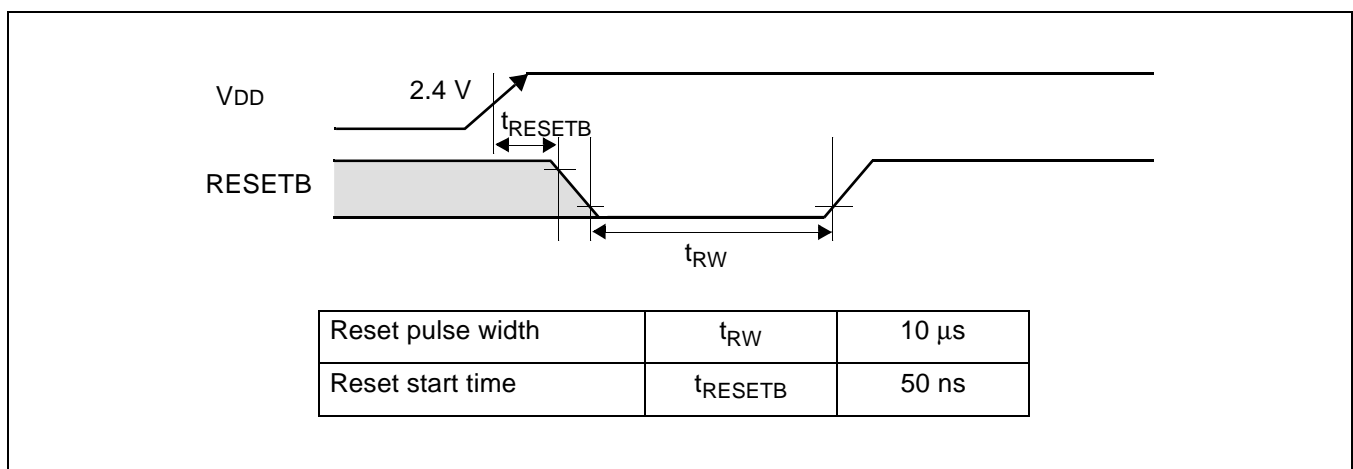 VDD
2.4 V
tRESETB
RESETB
tRW
Reset pulse width tRW 10 μs
Reset start time tRESETB 50 ns